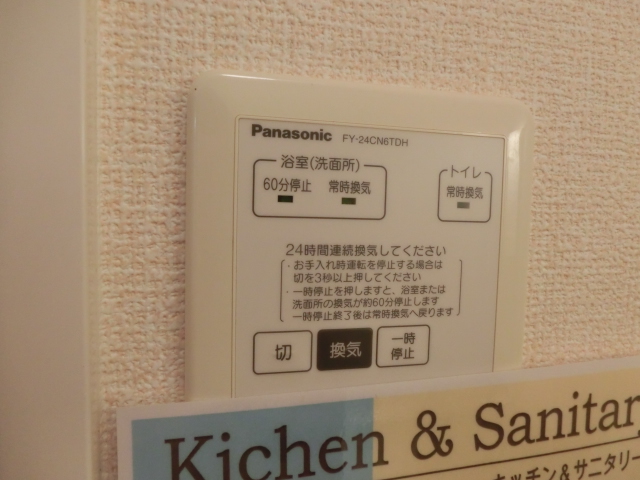 Panasonic FY-24CN6TDH
浴室(洗面所)
60分停止 常時換気
トイレ
常時換気
24時間連続換気してください
・お手入れ時運転を停止する場合は
切を3秒以上押してください
・一時停止を押しますと、浴室または
洗面所の換気が約60分停止します
一時停止終了後は常時換気へ戻ります
切 換気 一時
停止
Kichen & Sanitary
キッチン&サニタリー